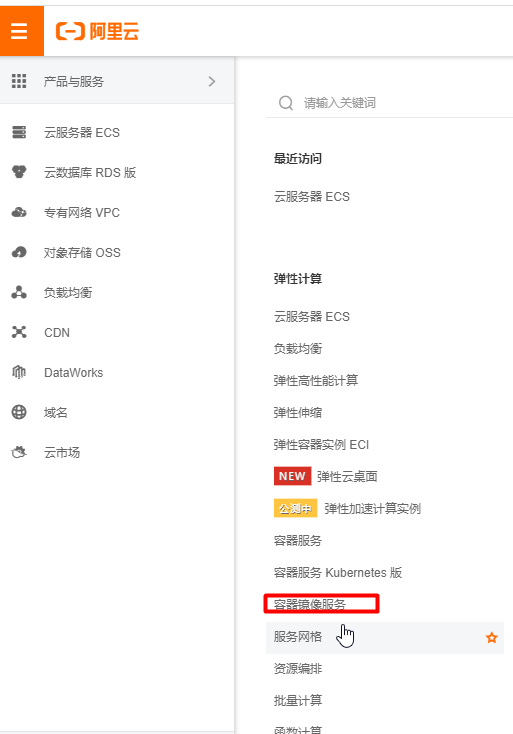 阿里云
产品与服务
云服务器 ECS
云数据库 RDS 版
专有网络 VPC
对象存储 OSS
负载均衡
CDN
DataWorks
域名
云市场
请输入关键词
最近访问
云服务器 ECS
弹性计算
云服务器 ECS
负载均衡
弹性高性能计算
弹性伸缩
弹性容器实例 ECI
NEW 弹性云桌面
公测中 弹性加速计算实例
容器服务
容器服务 Kubernetes 版
容器镜像服务
服务网格
资源编排
批量计算
函数计算